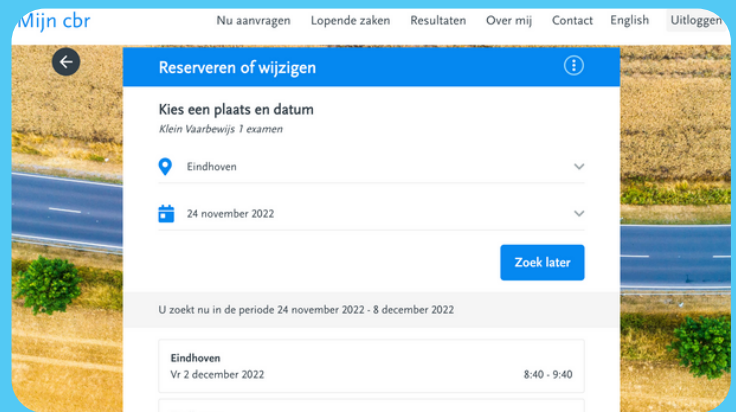 Mijn cbr
Nu aanvragen Lopende zaken Resultaten Over mij Contact English Uitloggen
Reserveren of wijzigen
Kies een plaats en datum
Klein Vaarbewijs 1 examen
Eindhoven
24 november 2022
Zoek later
U zoekt nu in de periode 24 november 2022 - 8 december 2022
Eindhoven
Vr 2 december 2022 8:40 - 9:40